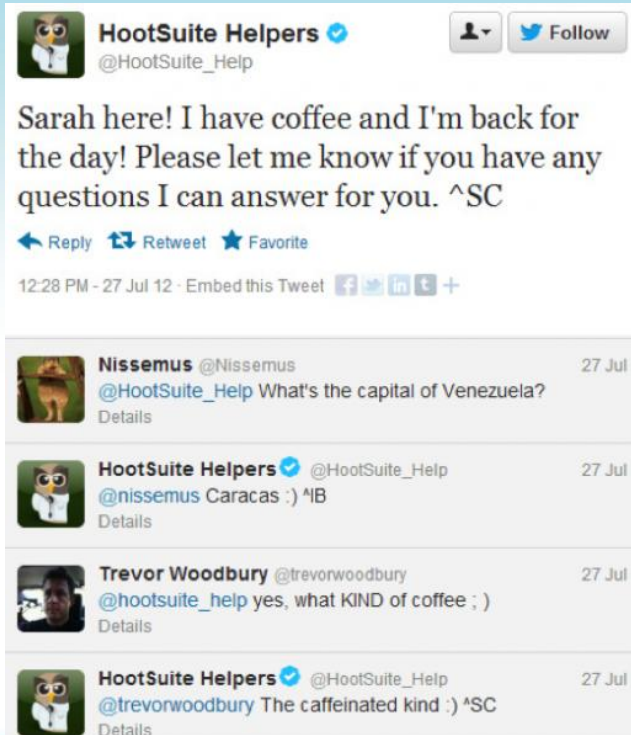 HootSuite Helpers
@HootSuite_Help
Follow
Sarah here! I have coffee and I'm back for
the day! Please let me know if you have any
questions I can answer for you. ^SC
Reply Retweet Favorite
12:28 PM - 27 Jul 12 · Embed this Tweet
Nissemus @Nissemus 27 Jul
@HootSuite_Help What's the capital of Venezuela?
Details
HootSuite Helpers @HootSuite_Help 27 Jul
@nissemus Caracas :) ^IB
Details
Trevor Woodbury @trevorwoodbury 27 Jul
@hootsuite_help yes, what KIND of coffee ; )
Details
HootSuite Helpers @HootSuite_Help 27 Jul
@trevorwoodbury The caffeinated kind :) ^SC
Details